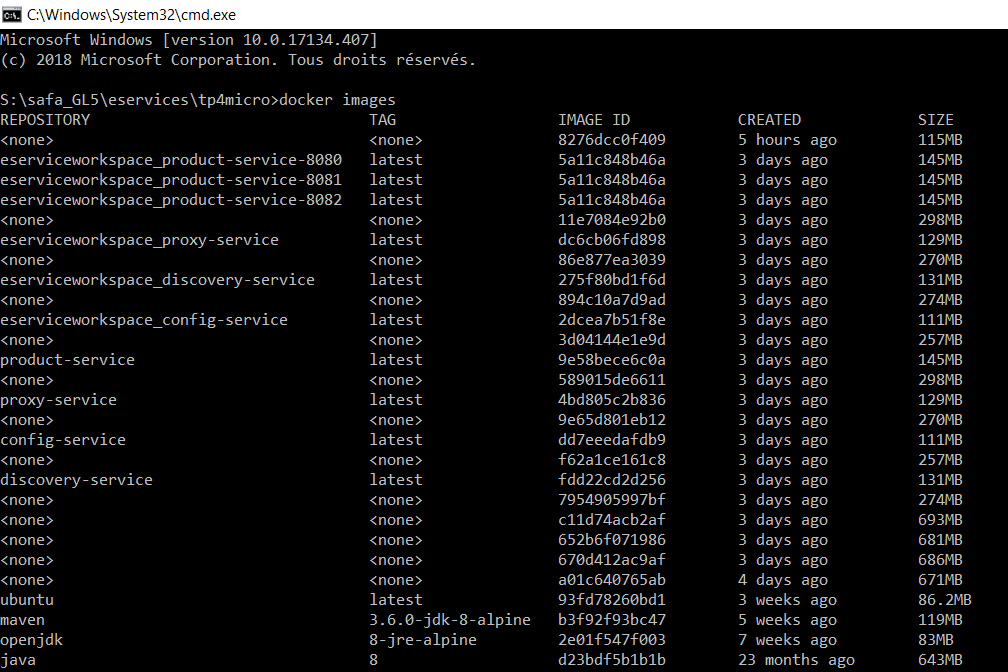 C:\Windows\System32\cmd.exe
Microsoft Windows [version 10.0.17134.407]
(c) 2018 Microsoft Corporation. Tous droits réservés.
S:\safa_GL5\eservices\tp4micro>docker images
REPOSITORY TAG IMAGE ID CREATED SIZE
<none> <none> 8276dcc0f409 5 hours ago 115MB
eserviceworkspace_product-service-8080 latest 5a11c848b46a 3 days ago 145MB
eserviceworkspace_product-service-8081 latest 5a11c848b46a 3 days ago 145MB
eserviceworkspace_product-service-8082 latest 5a11c848b46a 3 days ago 145MB
<none> <none> 11e7084e92b0 3 days ago 298MB
eserviceworkspace_proxy-service latest dc6cb06fd898 3 days ago 129MB
<none> <none> 86e877ea3039 3 days ago 270MB
eserviceworkspace_discovery-service latest 275f80bd1f6d 3 days ago 131MB
<none> <none> 894c10a7d9ad 3 days ago 274MB
eserviceworkspace_config-service latest 2dcea7b51f8e 3 days ago 111MB
<none> <none> 3d04144e1e9d 3 days ago 257MB
product-service latest 9e58bece6c0a 3 days ago 145MB
<none> <none> 589015de6611 3 days ago 298MB
proxy-service latest 4bd805c2b836 3 days ago 129MB
<none> <none> 9e65d801eb12 3 days ago 270MB
config-service latest dd7eeedafdb9 3 days ago 111MB
<none> <none> f62a1ce161c8 3 days ago 257MB
discovery-service latest fdd22cd2d256 3 days ago 131MB
<none> <none> 7954905997bf 3 days ago 274MB
<none> <none> c11d74acb2af 3 days ago 693MB
<none> <none> 652b6f071986 3 days ago 681MB
<none> <none> 670d412ac9af 3 days ago 686MB
<none> <none> a01c640765ab 4 days ago 671MB
ubuntu latest 93fd78260bd1 3 weeks ago 86.2MB
maven 3.6.0-jdk-8-alpine b3f92f93bc47 5 weeks ago 119MB
openjdk 8-jre-alpine 2e01f547f003 7 weeks ago 83MB
java 8 d23bdf5b1b1b 23 months ago 643MB